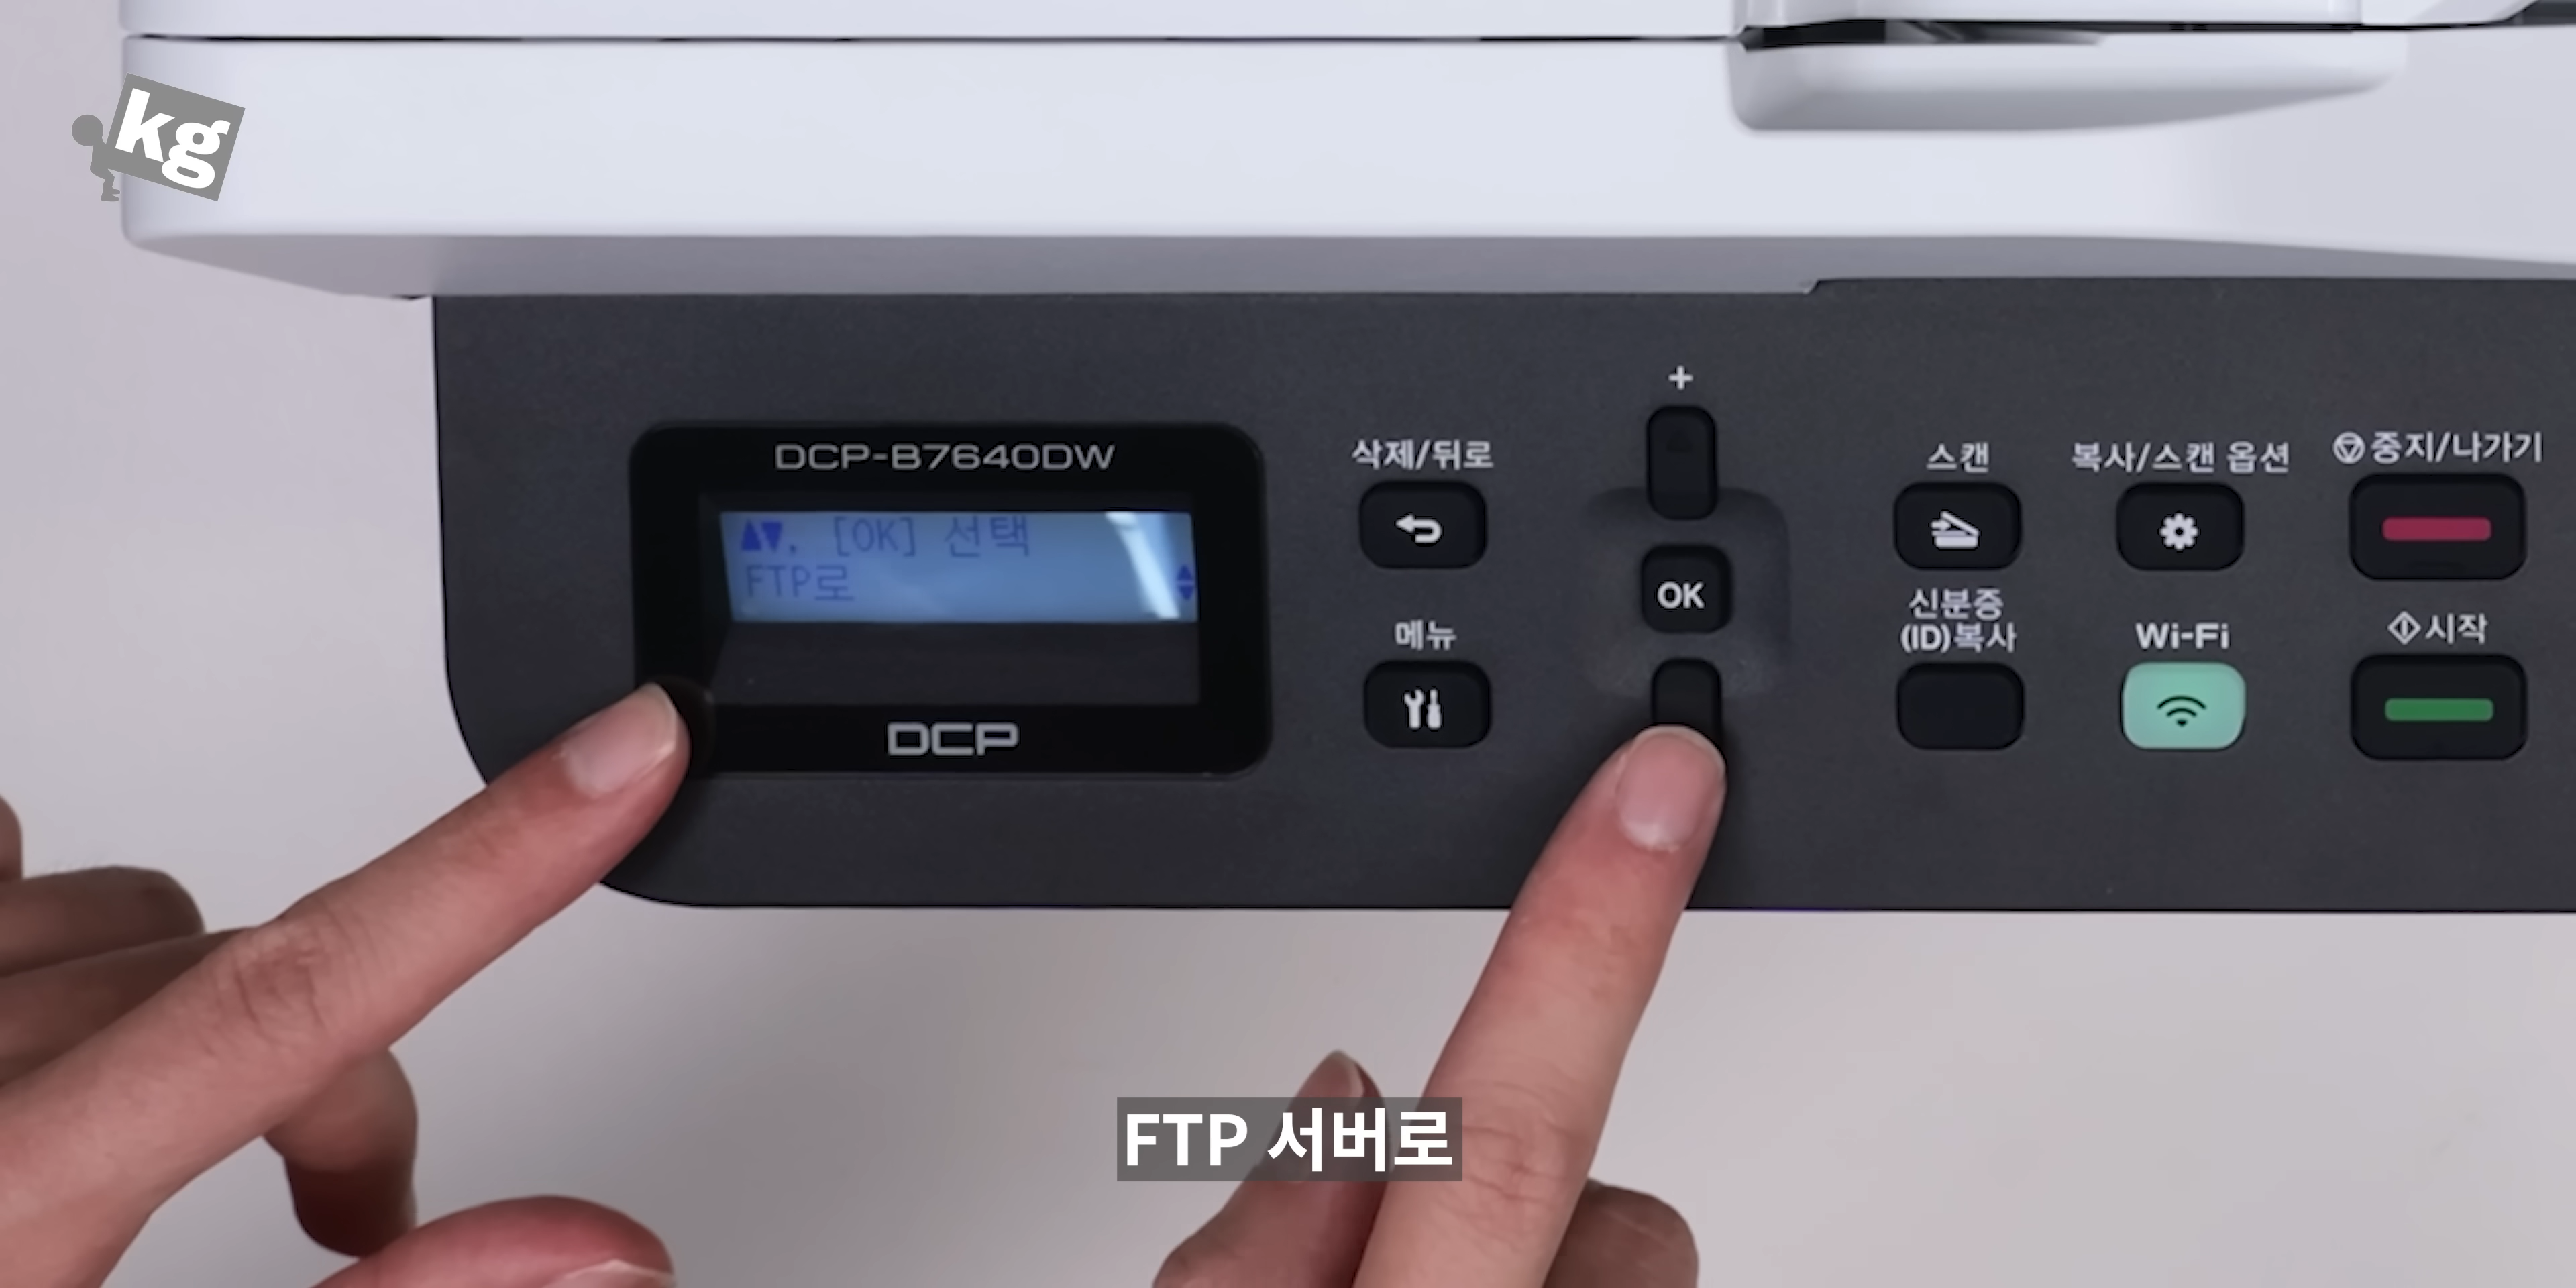 kg
DCP-B7640DW
▲▼, [OK] 선택
FTP로
DCP
삭제/뒤로
메뉴
+
OK
스캔
복사/스캔 옵션
중지/나가기
신분증
(ID)복사
Wi-Fi
시작
FTP 서버로